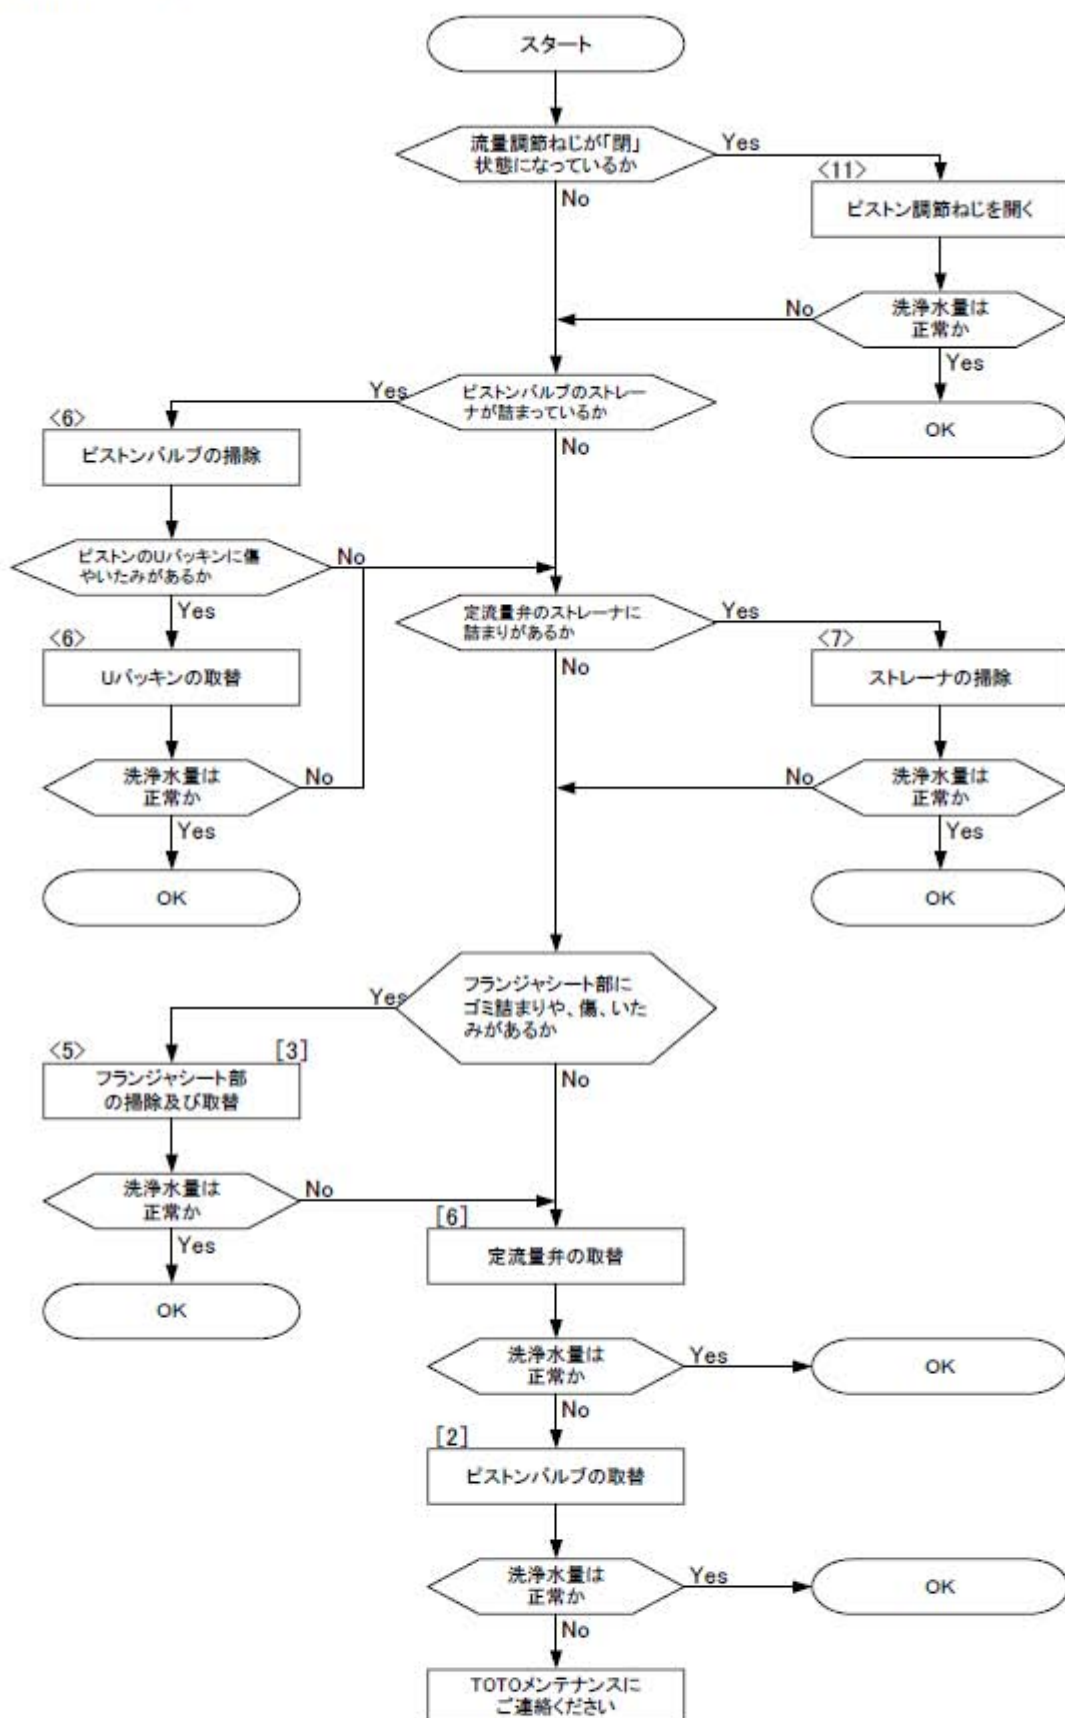 スタート
流量調節ねじが「閉」
状態になっているか
Yes
No
<11>
ピストン調節ねじを開く
洗浄水量は
正常か
No
Yes
OK
ピストンバルブのストレー
ナが詰まっているか
Yes
No
<6>
ピストンバルブの掃除
ピストンのUパッキンに傷
やいたみがあるか
No
Yes
<6>
Uパッキンの取替
洗浄水量は
正常か
No
Yes
OK
定流量弁のストレーナに
詰まりがあるか
Yes
No
<7>
ストレーナの掃除
洗浄水量は
正常か
No
Yes
OK
フランジャシート部に
ゴミ詰まりや、傷、いた
みがあるか
Yes
No
<5>
[3]
フランジャシート部
の掃除及び取替
洗浄水量は
正常か
No
Yes
OK
[6]
定流量弁の取替
洗浄水量は
正常か
Yes
OK
No
[2]
ピストンバルブの取替
洗浄水量は
正常か
Yes
OK
No
TOTOメンテナンスに
ご連絡ください